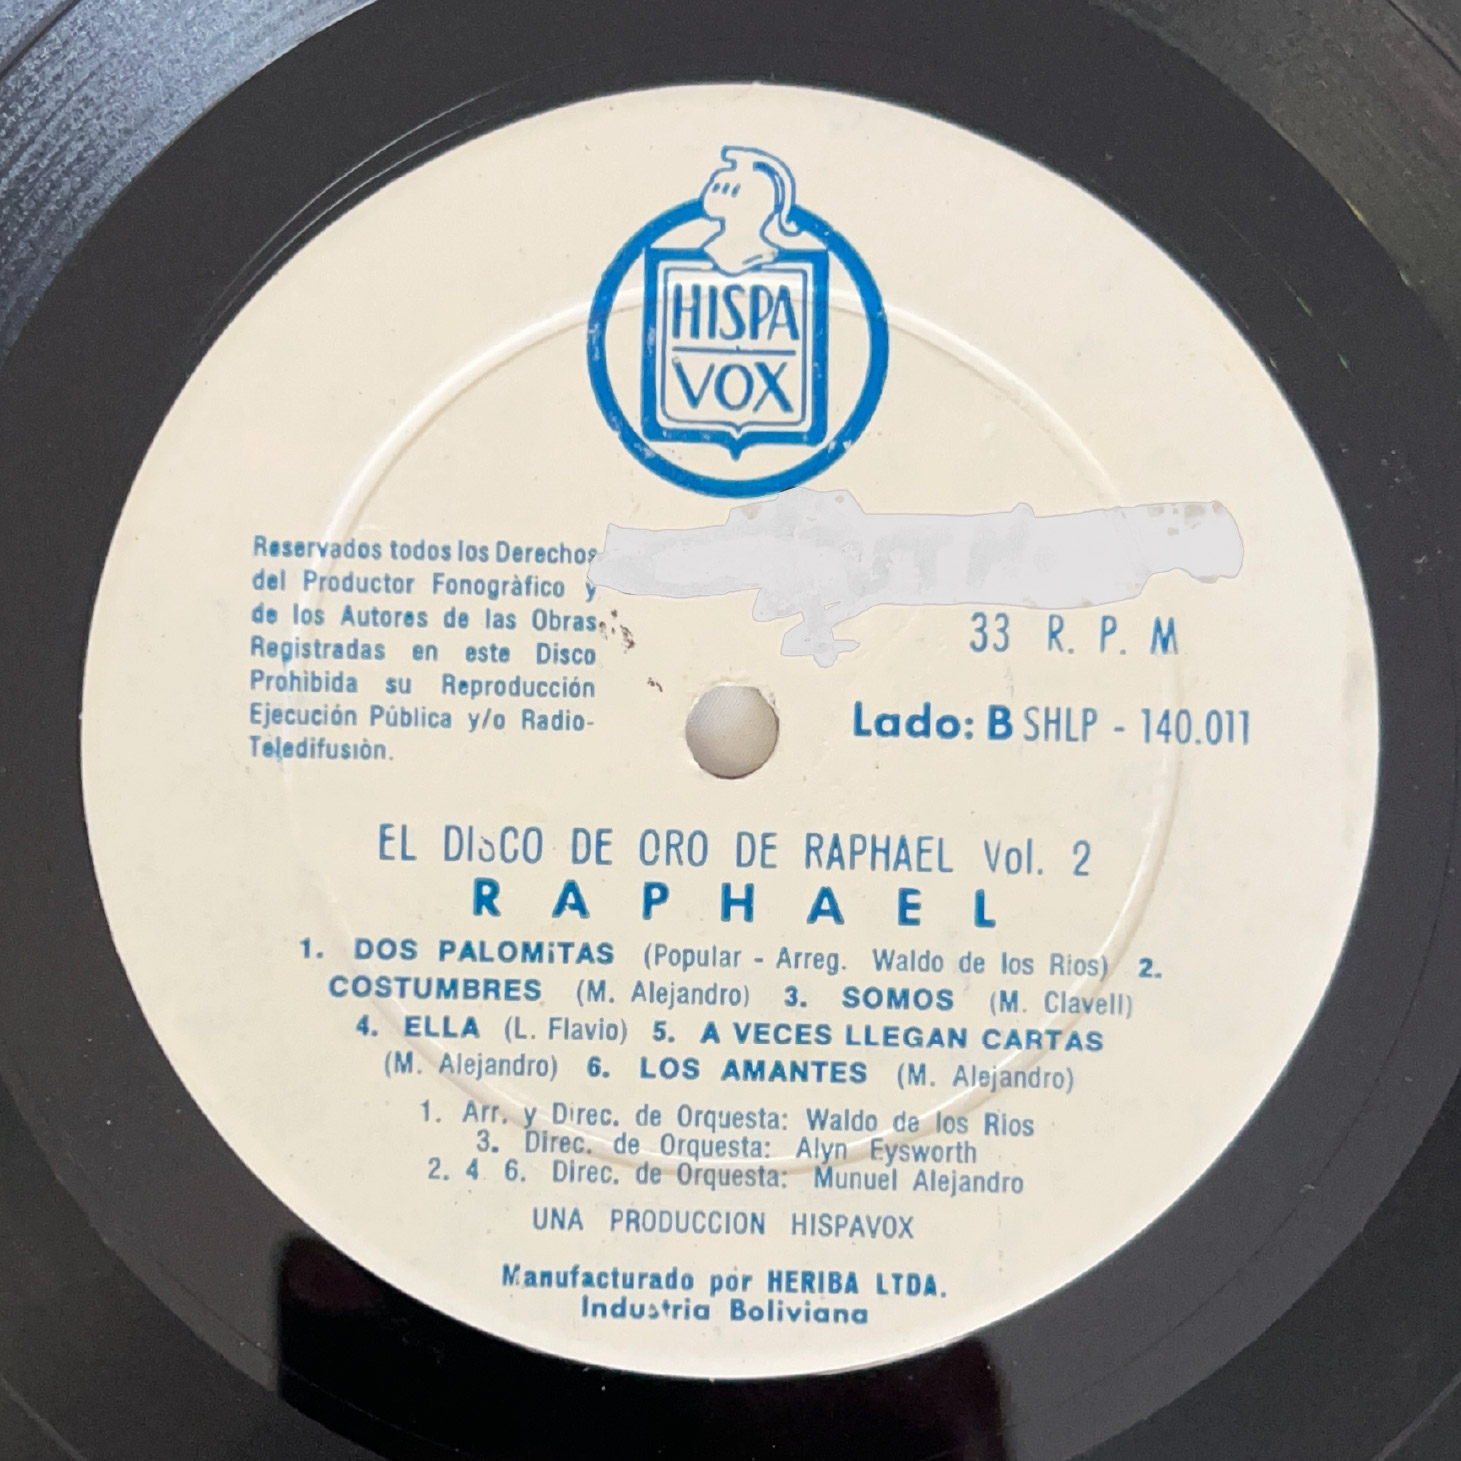 HISPA
VOX
Reservados todos los Derechos
del Productor Fonogràfico y
de los Autores de las Obras
Registradas en este Disco
Prohibida su Reproducción
Ejecución Pública y/o Radio-
Teledifusiòn.
33 R. P. M
Lado: B SHLP - 140.011
EL DISCO DE ORO DE RAPHAEL Vol. 2
RAPHAEL
1. DOS PALOMiTAS (Popular - Arreg. Waldo de los Rios) 2.
COSTUMBRES (M. Alejandro) 3. SOMOS (M. Clavell)
4. ELLA (L. Flavio) 5. A VECES LLEGAN CARTAS
(M. Alejandro) 6. LOS AMANTES (M. Alejandro)
1. Arr. y Direc. de Orquesta: Waldo de los Rios
3. Direc. de Orquesta: Alyn Eysworth
2. 4 6. Direc. de Orquesta: Munuel Alejandro
UNA PRODUCCION HISPAVOX
Manufacturado por HERIBA LTDA.
Industria Boliviana